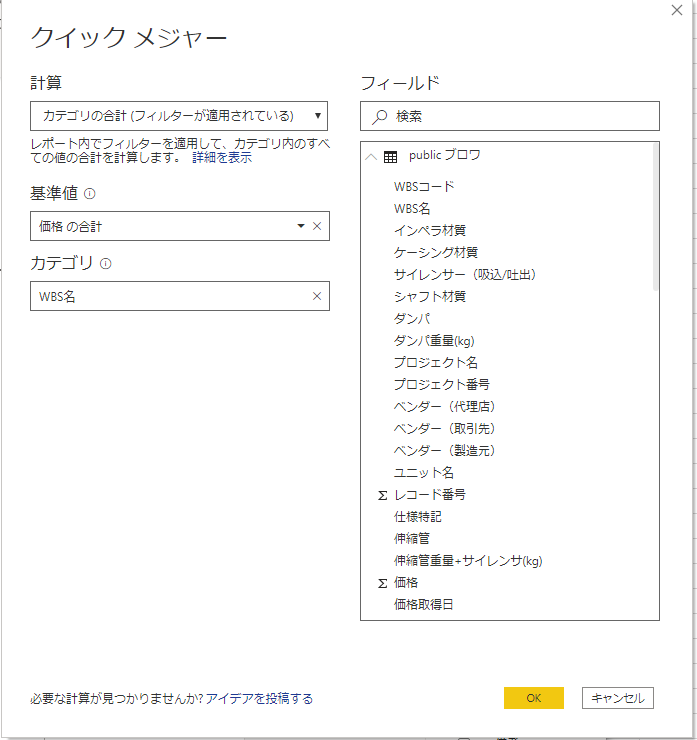 クイック メジャー
計算
カテゴリの合計 (フィルターが適用されている)
レポート内でフィルターを適用して、カテゴリ内のすべ
ての値の合計を計算します。 詳細を表示
基準値
価格 の合計
カテゴリ
WBS名
フィールド
検索
public ブロワ
WBSコード
WBS名
インペラ材質
ケーシング材質
サイレンサー（吸込/吐出）
シャフト材質
ダンパ
ダンパ重量(kg)
プロジェクト名
プロジェクト番号
ベンダー（代理店）
ベンダー（取引先）
ベンダー（製造元）
ユニット名
Σ レコード番号
仕様特記
伸縮管
伸縮管重量+サイレンサ(kg)
Σ 価格
価格取得日
必要な計算が見つかりませんか? アイデアを投稿する
OK
キャンセル